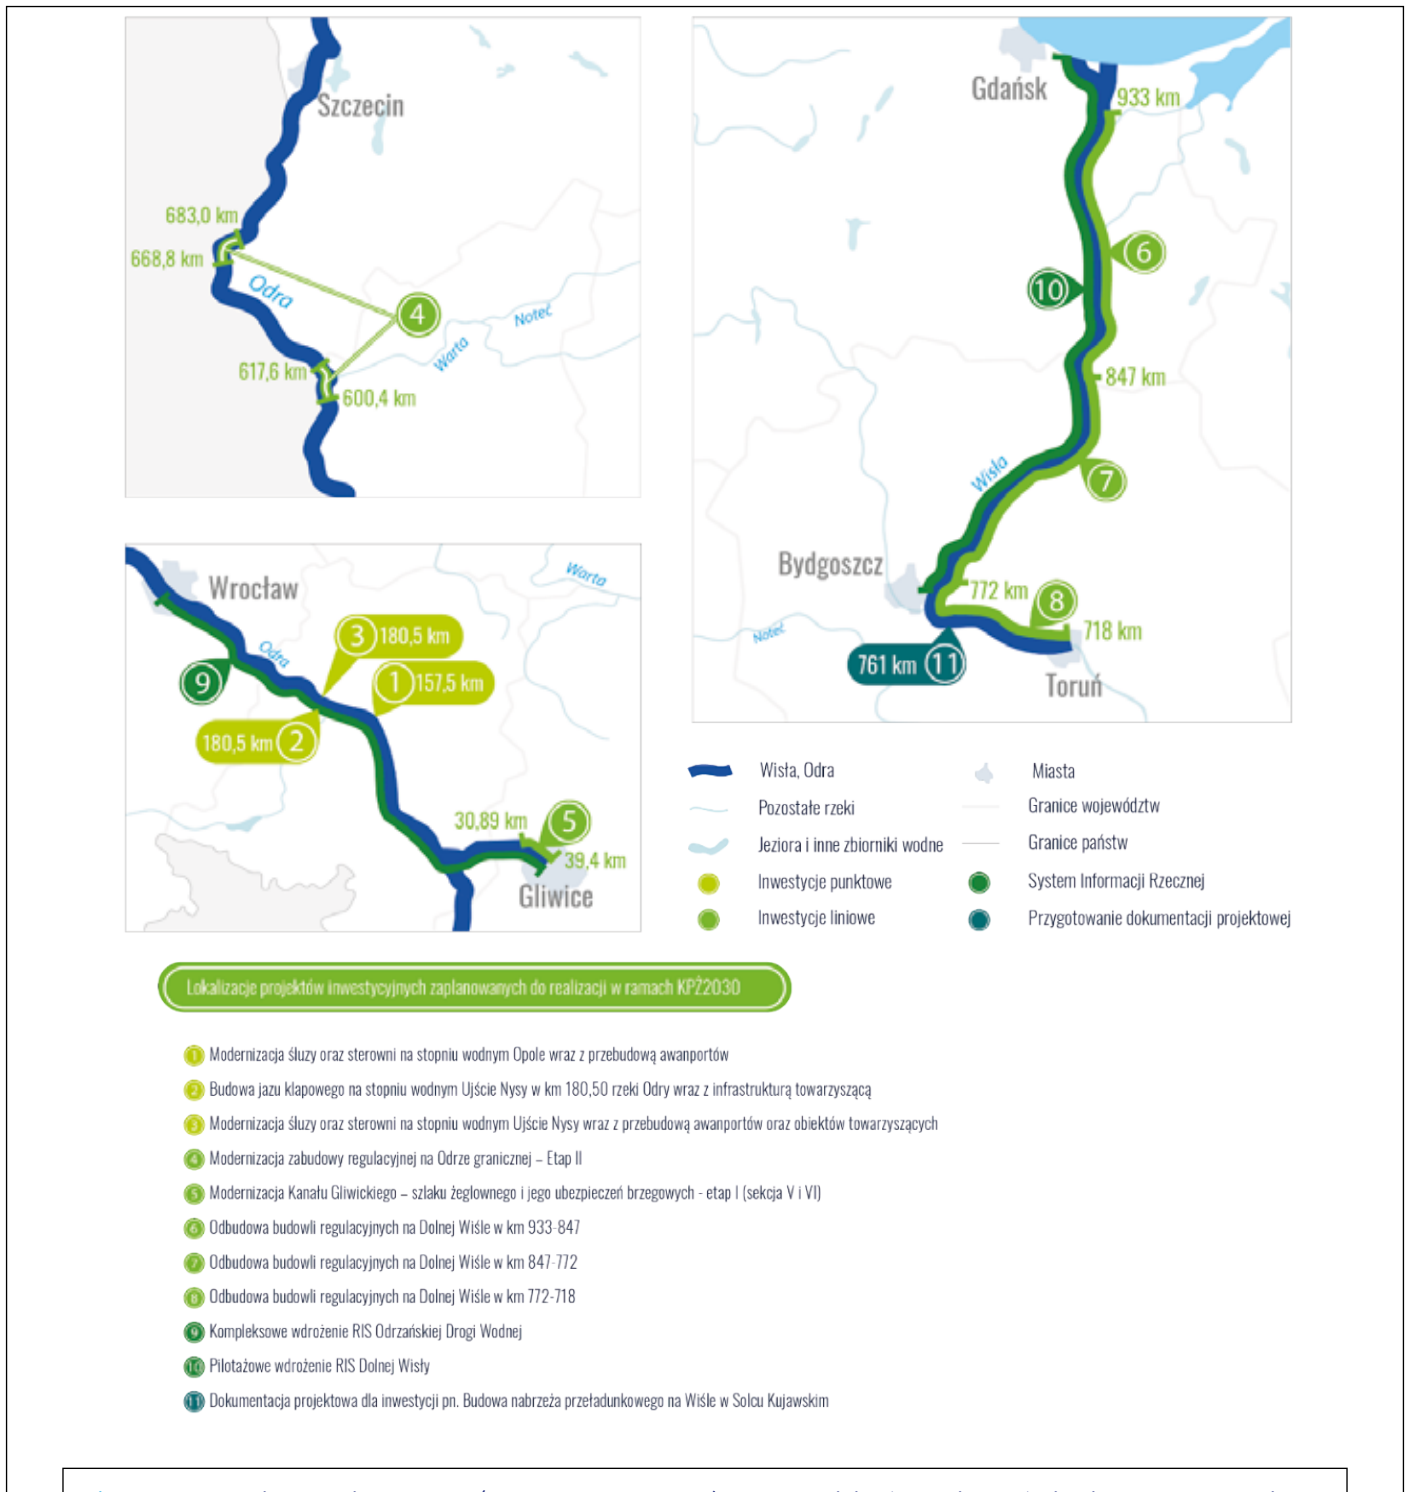 Szczecin
683,0 km
668,8 km
Odra
4
Noteć
Warta
617,6 km
600,4 km
Gdańsk
933 km
6
10
847 km
Wisła
7
Bydgoszcz
772 km
8
718 km
Noteć
761 km 11
Toruń
Wrocław
Warta
Odra
3 180,5 km
1 157,5 km
9
180,5 km 2
30,89 km
5
39,4 km
Gliwice
Wisła, Odra
Pozostałe rzeki
Jeziora i inne zbiorniki wodne
Inwestycje punktowe
Inwestycje liniowe
Miasta
Granice województw
Granice państw
System Informacji Rzecznej
Przygotowanie dokumentacji projektowej
Lokalizacje projektów inwestycyjnych zaplanowanych do realizacji w ramach KPŻ2030
1 Modernizacja śluzy oraz sterowni na stopniu wodnym Opole wraz z przebudową awanportów
2 Budowa jazu klapowego na stopniu wodnym Ujście Nysy w km 180,50 rzeki Odry wraz z infrastrukturą towarzyszącą
3 Modernizacja śluzy oraz sterowni na stopniu wodnym Ujście Nysy wraz z przebudową awanportów oraz obiektów towarzyszących
4 Modernizacja zabudowy regulacyjnej na Odrze granicznej – Etap II
5 Modernizacja Kanału Gliwickiego – szlaku żeglownego i jego ubezpieczeń brzegowych - etap I (sekcja V i VI)
6 Odbudowa budowli regulacyjnych na Dolnej Wiśle w km 933-847
7 Odbudowa budowli regulacyjnych na Dolnej Wiśle w km 847-772
8 Odbudowa budowli regulacyjnych na Dolnej Wiśle w km 772-718
9 Kompleksowe wdrożenie RIS Odrzańskiej Drogi Wodnej
10 Pilotażowe wdrożenie RIS Dolnej Wisły
11 Dokumentacja projektowa dla inwestycji pn. Budowa nabrzeża przeładunkowego na Wiśle w Solcu Kujawskim